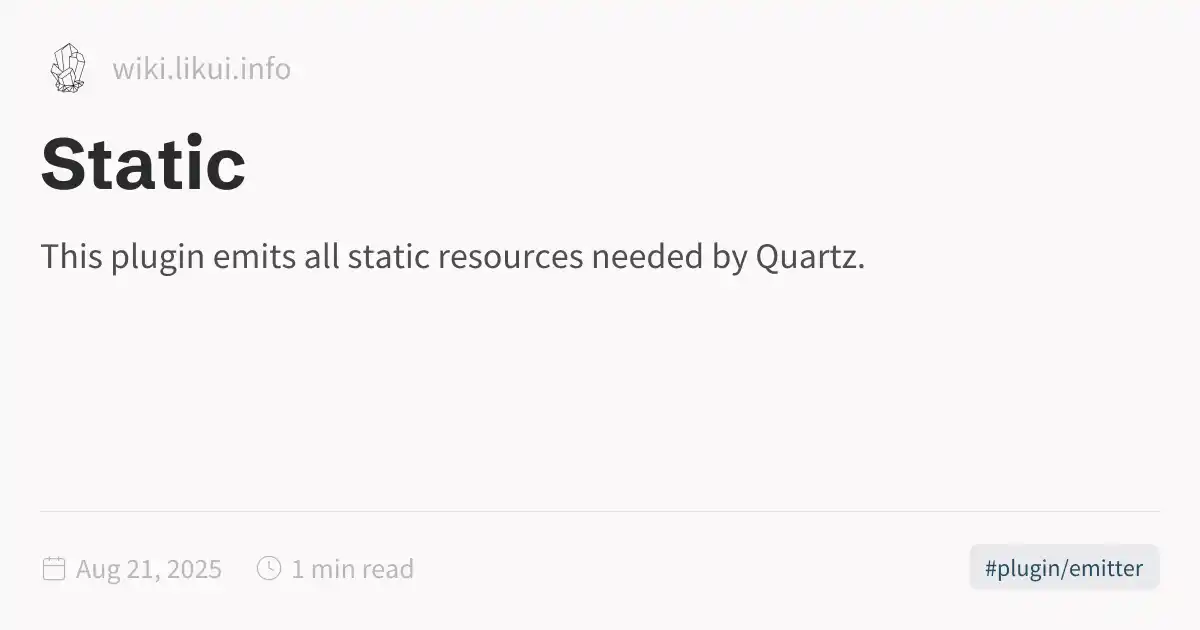 wiki.likui.info
Static
This plugin emits all static resources needed by Quartz.
Aug 21, 2025 1 min read #plugin/emitter